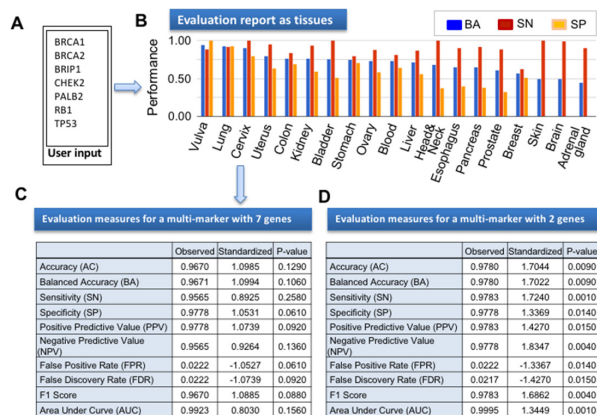 A
BRCA1
BRCA2
BRIP1
CHEK2
PALB2
RB1
TP53
User input
B
Evaluation report as tissues
BA
SN
SP
Performance
1.00
0.50
0.00
Vulva
Lung
Cervix
Uterus
Colon
Kidney
Bladder
Stomach
Ovary
Blood
Liver
Head&
Neck
Esophagus
Pancreas
Prostate
Breast
Skin
Brain
Adrenal
gland
C
Evaluation measures for a multi-marker with 7 genes
Observed Standardized P-value
Accuracy (AC) 0.9670 1.0985 0.1290
Balanced Accuracy (BA) 0.9671 1.0994 0.1060
Sensitivity (SN) 0.9565 0.8925 0.2580
Specificity (SP) 0.9778 1.0531 0.0610
Positive Predictive Value (PPV) 0.9778 1.0739 0.0920
Negative Predictive Value
(NPV) 0.9565 0.9264 0.1360
False Positive Rate (FPR) 0.0222 -1.0527 0.0610
False Discovery Rate (FDR) 0.0222 -1.0739 0.0920
F1 Score 0.9670 1.0885 0.0880
Area Under Curve (AUC) 0.9923 0.8030 0.1560
D
Evaluation measures for a multi-marker with 2 genes
Observed Standardized P-value
Accuracy (AC) 0.9780 1.7044 0.0090
Balanced Accuracy (BA) 0.9780 1.7022 0.0090
Sensitivity (SN) 0.9783 1.7240 0.0010
Specificity (SP) 0.9778 1.3369 0.0140
Positive Predictive Value (PPV) 0.9783 1.4270 0.0150
Negative Predictive Value
(NPV) 0.9778 1.8347 0.0040
False Positive Rate (FPR) 0.0222 -1.3367 0.0140
False Discovery Rate (FDR) 0.0217 -1.4270 0.0150
F1 Score 0.9783 1.6862 0.0040
Area Under Curve (AUC) 0.9995 1.3449 0.0010